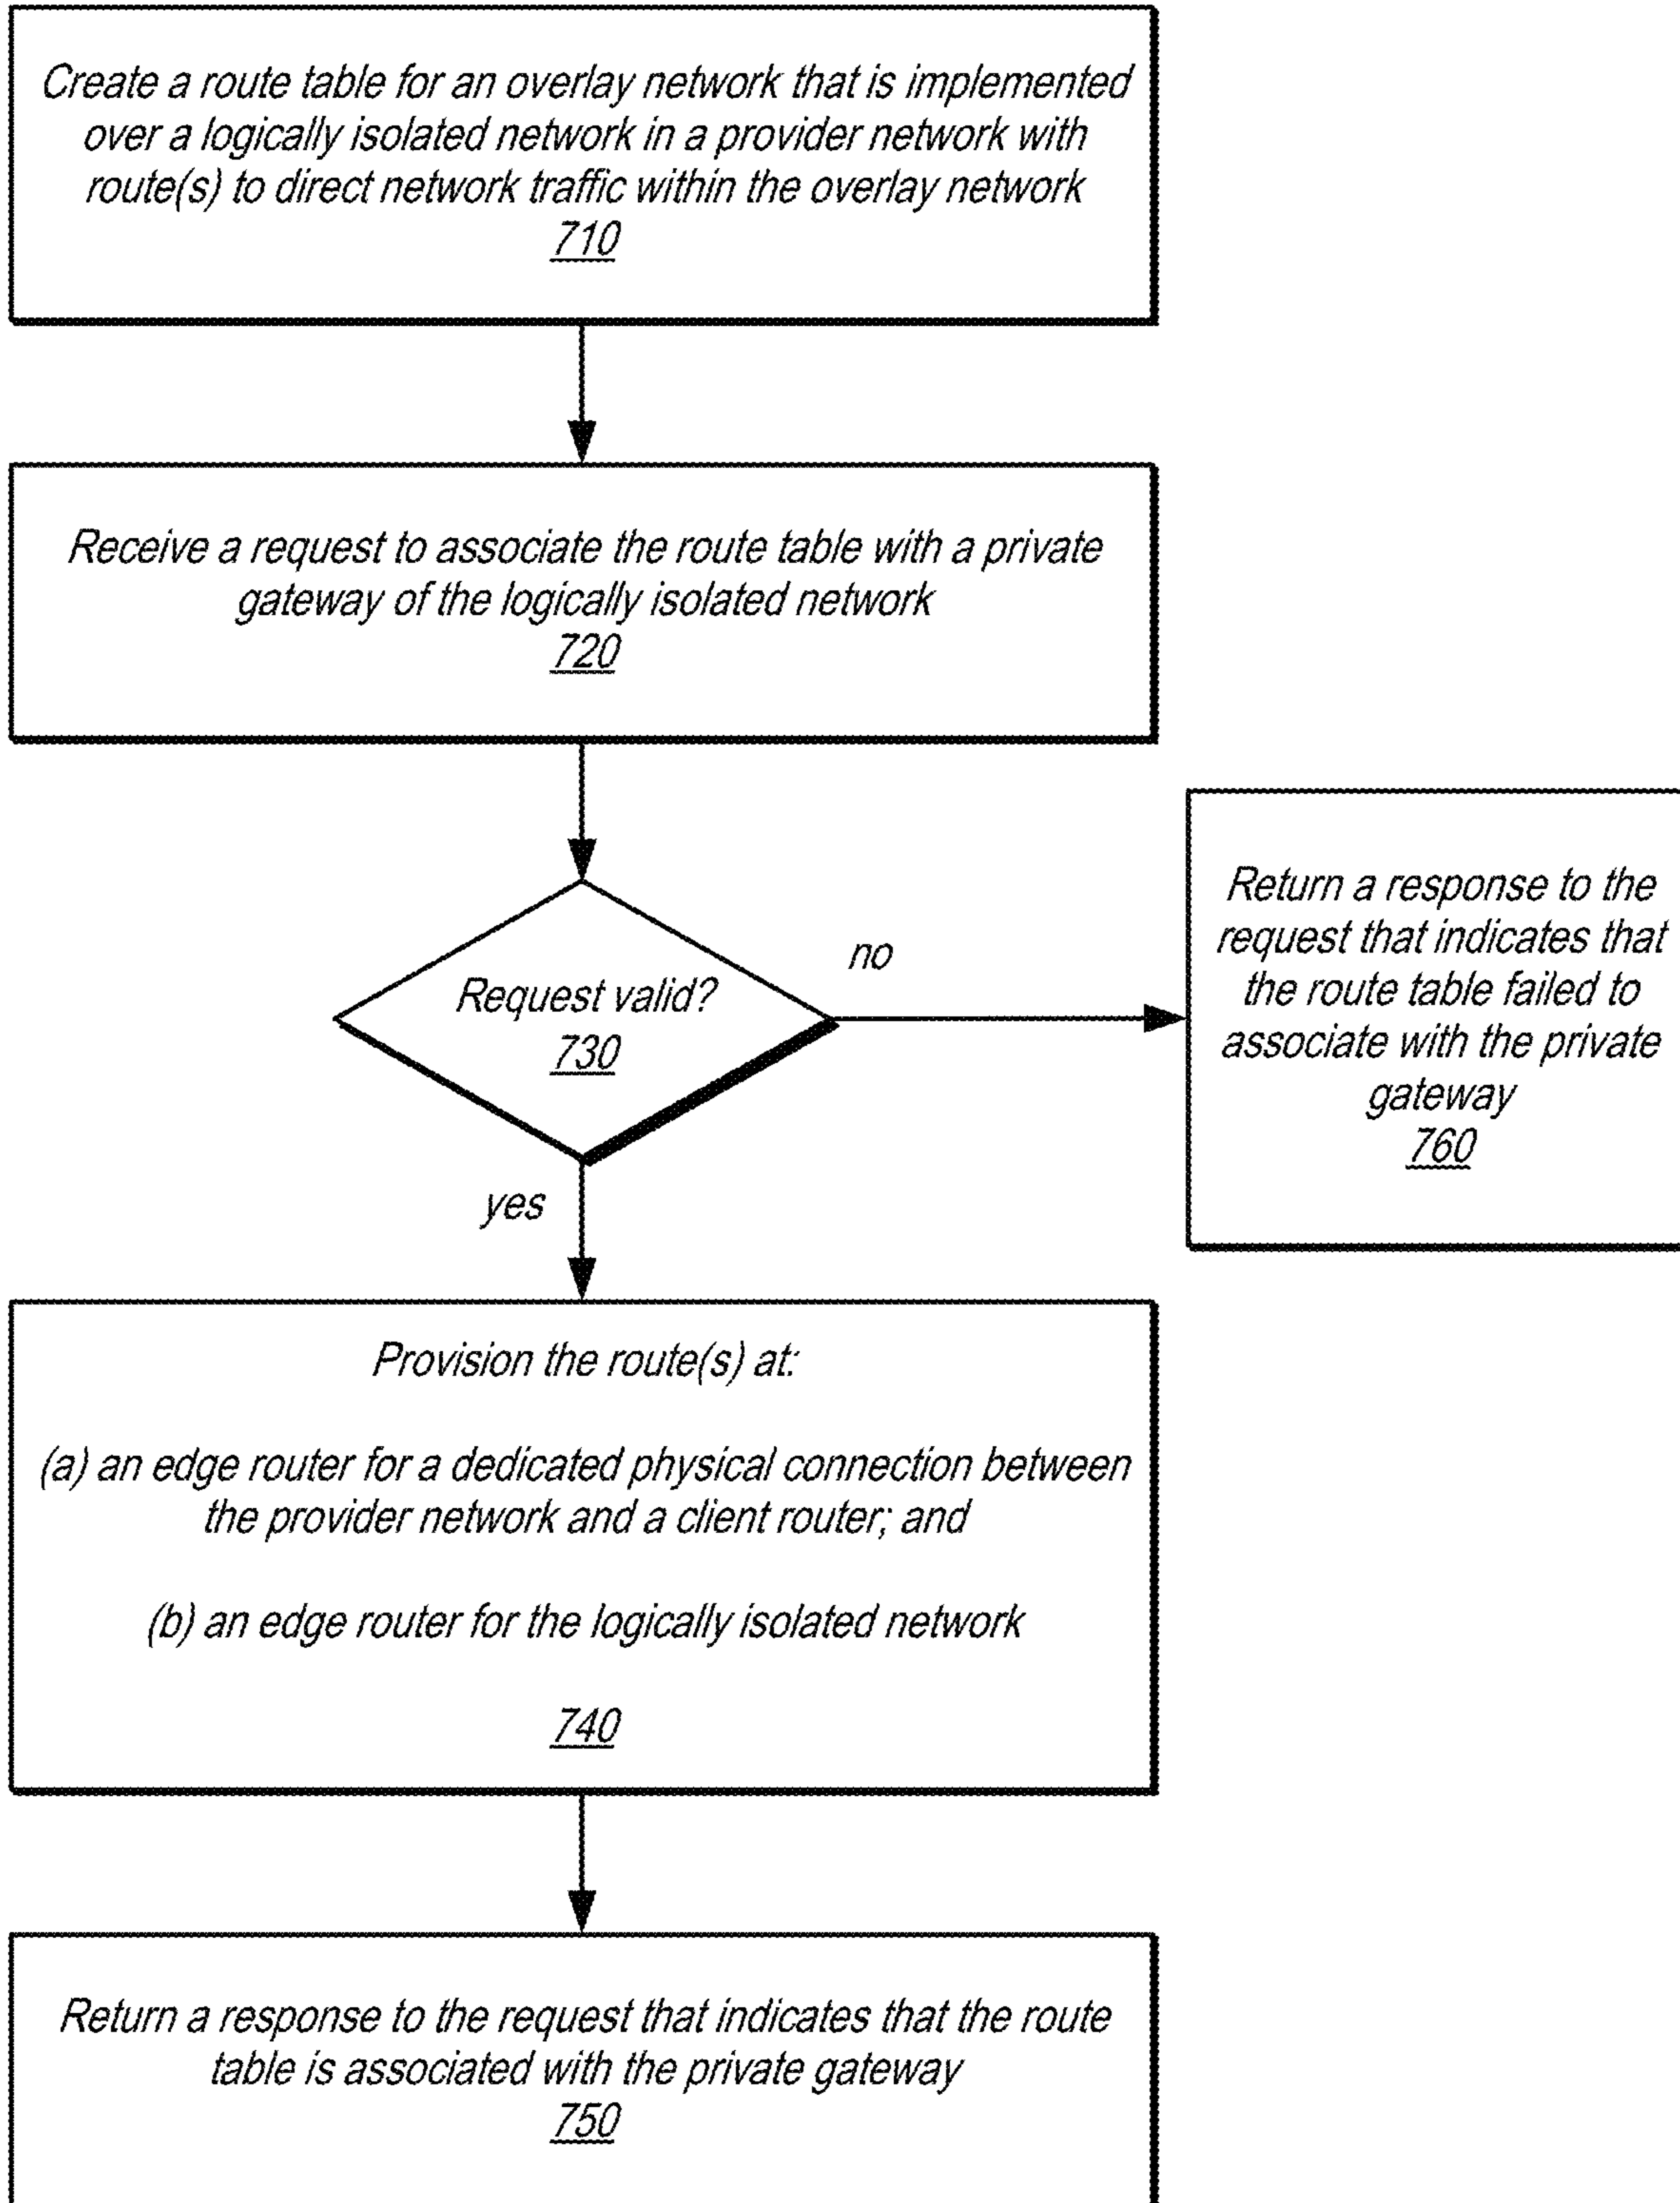 Create a route table for an overlay network that is implemented
over a logically isolated network in a provider network with
route(s) to direct network traffic within the overlay network
710
Receive a request to associate the route table with a private
gateway of the logically isolated network
720
Request valid?
730
no
yes
Return a response to the
request that indicates that
the route table failed to
associate with the private
gateway
760
Provision the route(s) at:
(a) an edge router for a dedicated physical connection between
the provider network and a client router; and
(b) an edge router for the logically isolated network
740
Return a response to the request that indicates that the route
table is associated with the private gateway
750